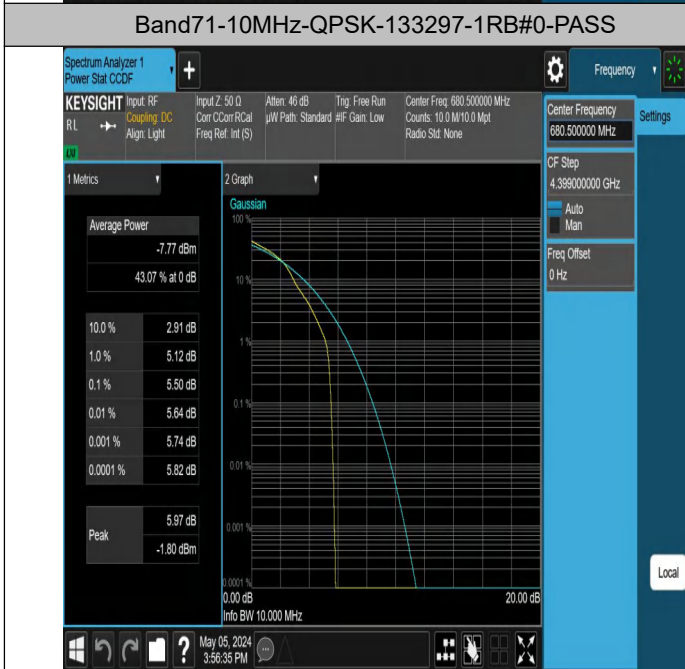 Band71-10MHz-QPSK-133297-1RB#0-PASS
Spectrum Analyzer 1
Power Stat CCDF
+
Frequency
KEYSIGHT
RL
LXI
Input: RF
Coupling: DC
Align: Light
Input Z: 50 Ω
Corr CCorr RCal
Freq Ref: Int (S)
Atten: 46 dB
µW Path: Standard
Trig: Free Run
#IF Gain: Low
Center Freq: 680.500000 MHz
Counts: 10.0 M/10.0 Mpt
Radio Std: None
Center Frequency
680.500000 MHz
Settings
CF Step
4.399000000 GHz
Auto
Man
Freq Offset
0 Hz
1 Metrics
Average Power
-7.77 dBm
43.07 % at 0 dB
10.0 % 2.91 dB
1.0 % 5.12 dB
0.1 % 5.50 dB
0.01 % 5.64 dB
0.001 % 5.74 dB
0.0001 % 5.82 dB
Peak
5.97 dB
-1.80 dBm
2 Graph
Gaussian
100 %
10 %
1 %
0.1 %
0.01 %
0.001 %
0.0001 %
0.00 dB
20.00 dB
Info BW 10.000 MHz
Local
?
May 05, 2024
3:56:35 PM